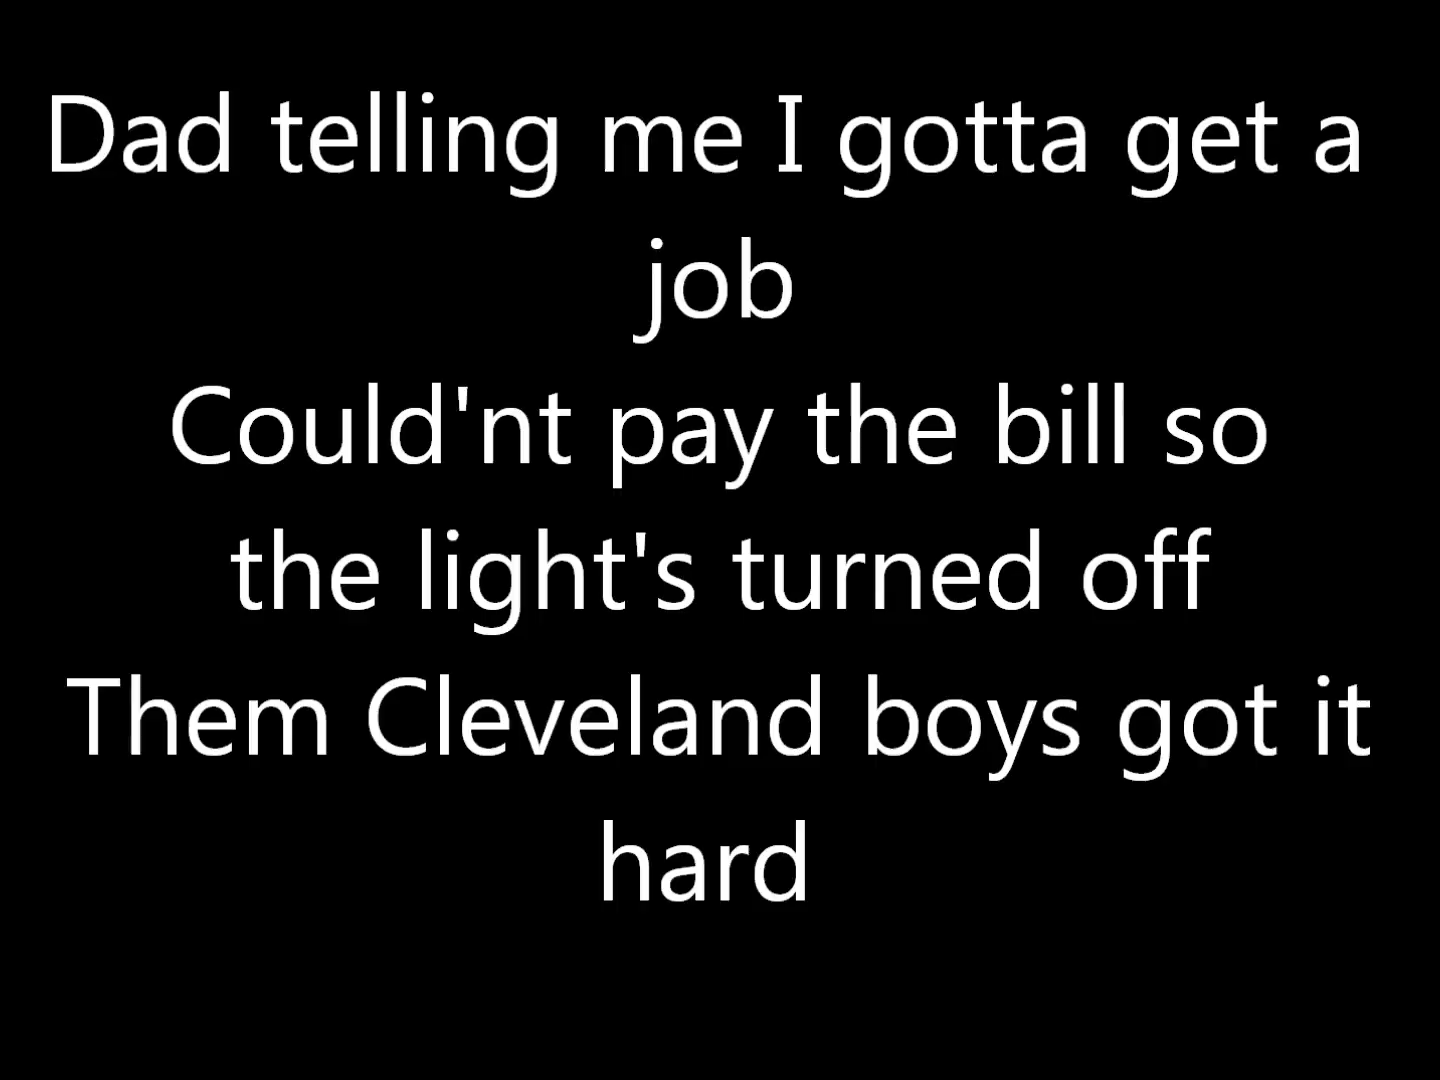 Dad telling me I gotta get a
job
Could'nt pay the bill so
the light's turned off
Them Cleveland boys got it
hard